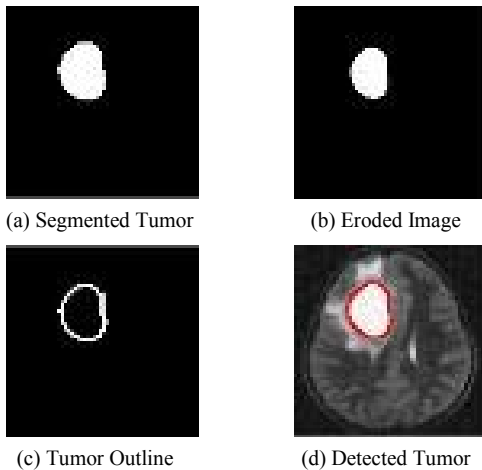 (a) Segmented Tumor
(b) Eroded Image
(c) Tumor Outline
(d) Detected Tumor